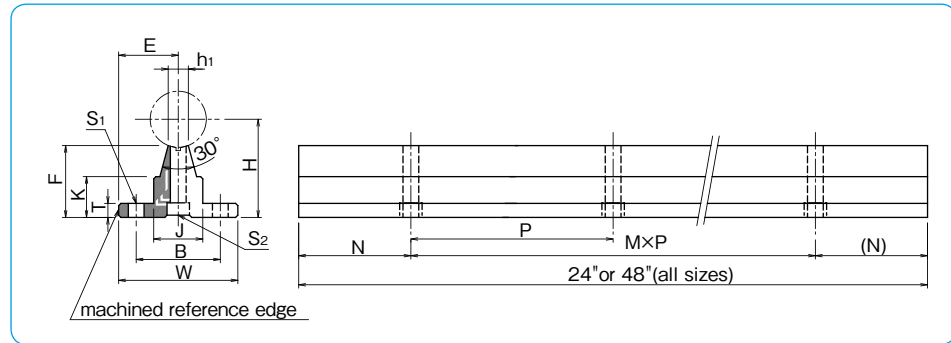 E
h1
S1
30°
H
F
K
T
J
S2
B
W
machined reference edge
P
N
M×P
(N)
24"or 48"(all sizes)